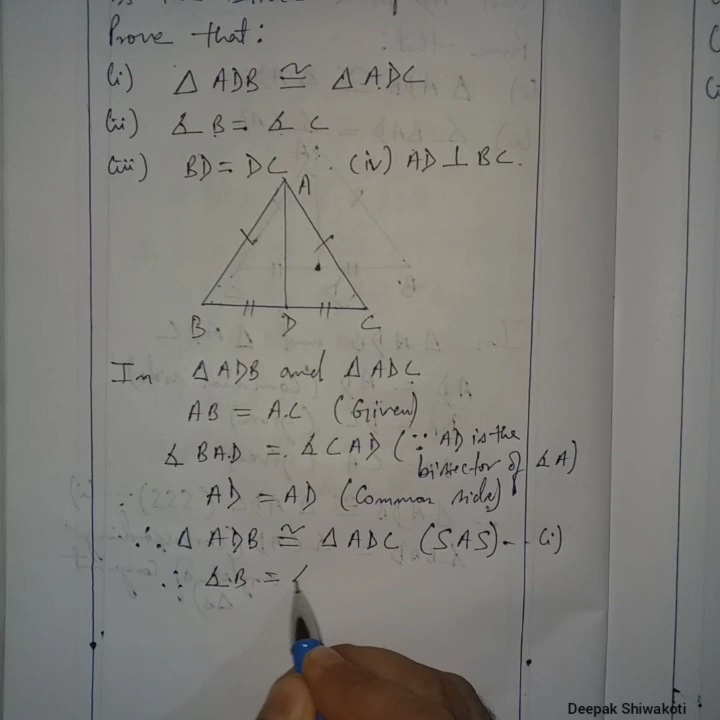 Prove that:
(i) △ ADB ≅ △ ADC
(ii) ∡ B = ∡ C
(iii) BD = DC (iv) AD ⊥ BC.
A
B D C
In △ ADB and △ ADC
AB = AC (Given)
∡ BAD = ∡ CAD (∵ AD is the
bisector of ∡A)
AD = AD (Common side)
∴ △ ADB ≅ △ ADC (SAS) -- (i)
∴ ∡B =
Deepak Shiwakoti